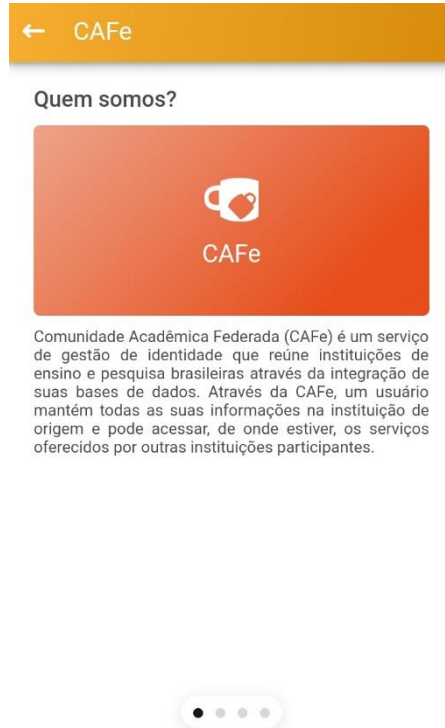 CAFe
Quem somos?
CAFe
Comunidade Acadêmica Federada (CAFe) é um serviço
de gestão de identidade que reúne instituições de
ensino e pesquisa brasileiras através da integração de
suas bases de dados. Através da CAFe, um usuário
mantém todas as suas informações na instituição de
origem e pode acessar, de onde estiver, os serviços
oferecidos por outras instituições participantes.